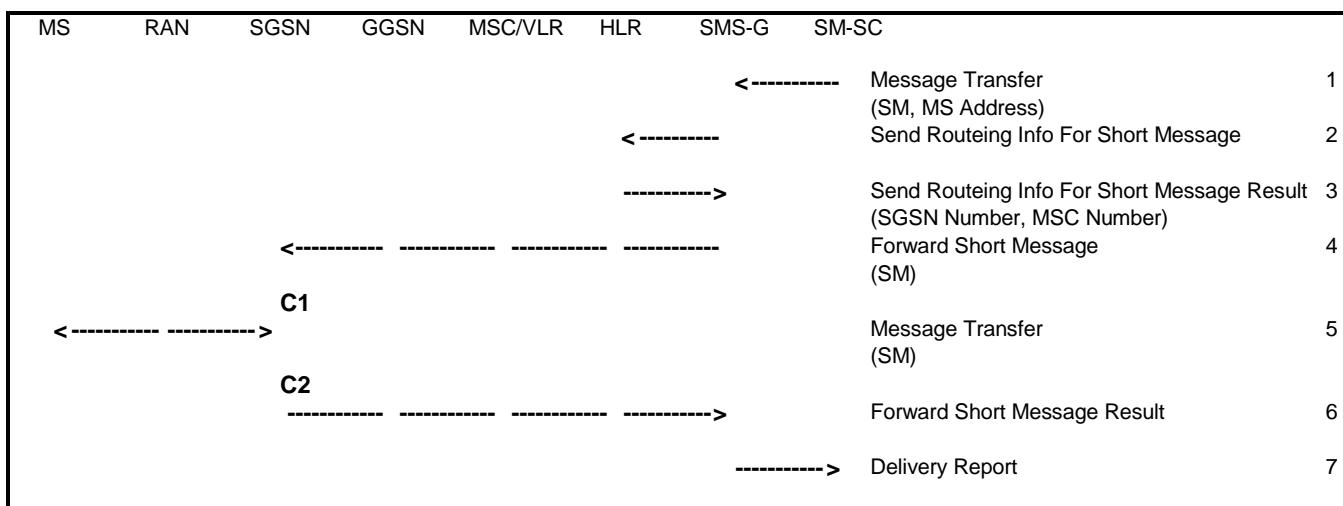 MS RAN SGSN GGSN MSC/VLR HLR SMS-G SM-SC
Message Transfer 1
(SM, MS Address)
Send Routeing Info For Short Message 2
Send Routeing Info For Short Message Result 3
(SGSN Number, MSC Number)
Forward Short Message 4
(SM)
C1
Message Transfer 5
(SM)
C2
Forward Short Message Result 6
Delivery Report 7